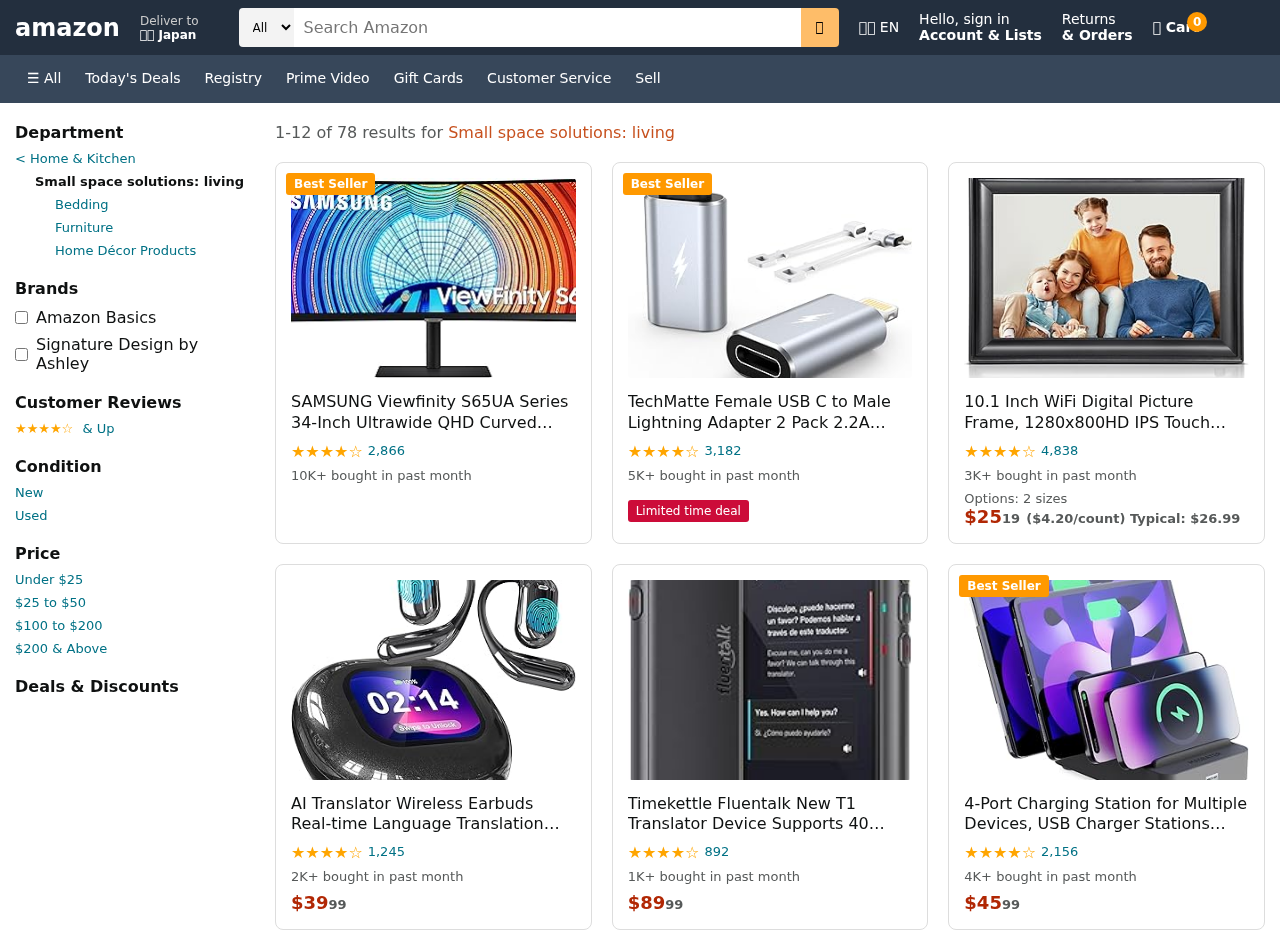 amazon
Deliver to
Japan
All
Search Amazon
EN
Hello, sign in
Account & Lists
Returns
& Orders
0
☰ All
Today's Deals
Registry
Prime Video
Gift Cards
Customer Service
Sell
Department
< Home & Kitchen
Small space solutions: living
Bedding
Furniture
Home Décor Products
Brands
Amazon Basics
Signature Design by
Ashley
Customer Reviews
★★★★☆ & Up
Condition
New
Used
Price
Under $25
$25 to $50
$100 to $200
$200 & Above
Deals & Discounts
1-12 of 78 results for Small space solutions: living
Best Seller
SAMSUNG
ViewFinity S6
SAMSUNG Viewfinity S65UA Series
34-Inch Ultrawide QHD Curved…
★★★★☆ 2,866
10K+ bought in past month
Best Seller
TechMatte Female USB C to Male
Lightning Adapter 2 Pack 2.2A…
★★★★☆ 3,182
5K+ bought in past month
Limited time deal
10.1 Inch WiFi Digital Picture
Frame, 1280x800HD IPS Touch…
★★★★☆ 4,838
3K+ bought in past month
Options: 2 sizes
$2519 ($4.20/count) Typical: $26.99
02:14
Swipe to Unlock
AI Translator Wireless Earbuds
Real-time Language Translation…
★★★★☆ 1,245
2K+ bought in past month
$3999
fluentalk
Disculpe, ¿puede hacerme
un favor? Podemos hablar a
través de este traductor.
Excuse me, can you do me a
favor? We can talk through this
translator.
Yes. How can I help you?
Sí. ¿Cómo puedo ayudarle?
Timekettle Fluentalk New T1
Translator Device Supports 40…
★★★★☆ 892
1K+ bought in past month
$8999
Best Seller
4-Port Charging Station for Multiple
Devices, USB Charger Stations…
★★★★☆ 2,156
4K+ bought in past month
$4599